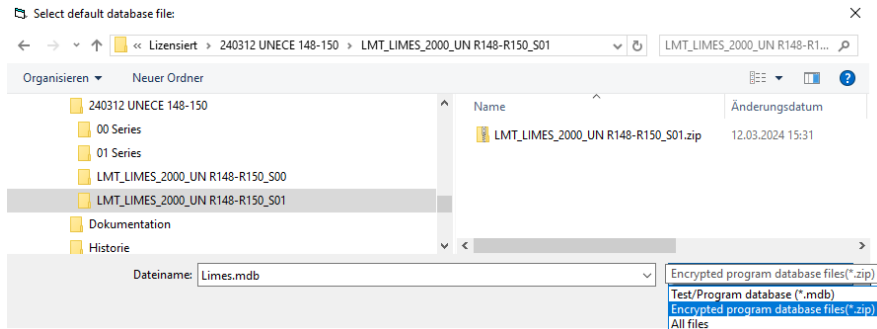 Select default database file:
« Lizensiert > 240312 UNECE 148-150 > LMT_LIMES_2000_UN R148-R150_S01
LMT_LIMES_2000_UN R148-R1...
Organisieren Neuer Ordner
240312 UNECE 148-150
00 Series
01 Series
LMT_LIMES_2000_UN R148-R150_S00
LMT_LIMES_2000_UN R148-R150_S01
Dokumentation
Historie
Name Änderungsdatum
LMT_LIMES_2000_UN R148-R150_S01.zip 12.03.2024 15:31
Dateiname: Limes.mdb
Encrypted program database files(*.zip)
Test/Program database (*.mdb)
Encrypted program database files(*.zip)
All files